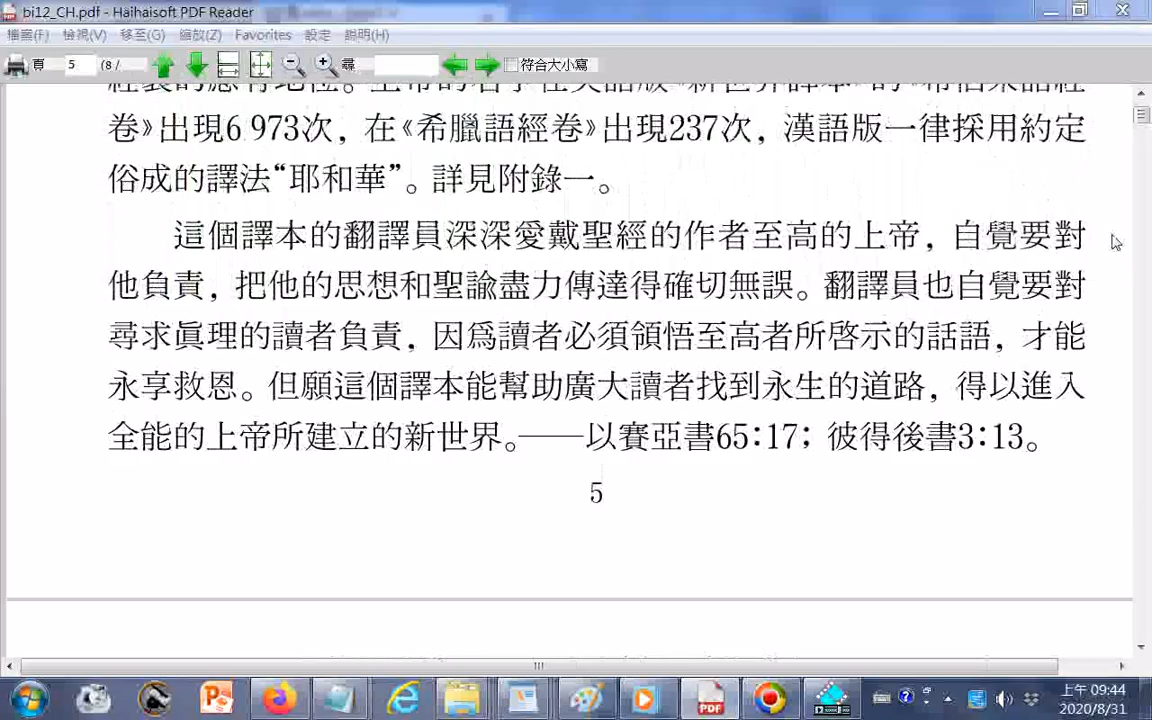 bi12_CH.pdf - Haihaisoft PDF Reader
檔案(F) 檢視(V) 移至(G) 縮放(Z) Favorites 設定 說明(H)
頁 5 (8 / 尋 符合大小寫
卷》出現6 973次，在《希臘語經卷》出現237次，漢語版一律採用約定
俗成的譯法“耶和華”。詳見附錄一。
這個譯本的翻譯員深深愛戴聖經的作者至高的上帝，自覺要對
他負責，把他的思想和聖諭盡力傳達得確切無誤。翻譯員也自覺要對
尋求眞理的讀者負責，因爲讀者必須領悟至高者所啓示的話語，才能
永享救恩。但願這個譯本能幫助廣大讀者找到永生的道路，得以進入
全能的上帝所建立的新世界。——以賽亞書65:17；彼得後書3:13。
5
上午 09:44
2020/8/31